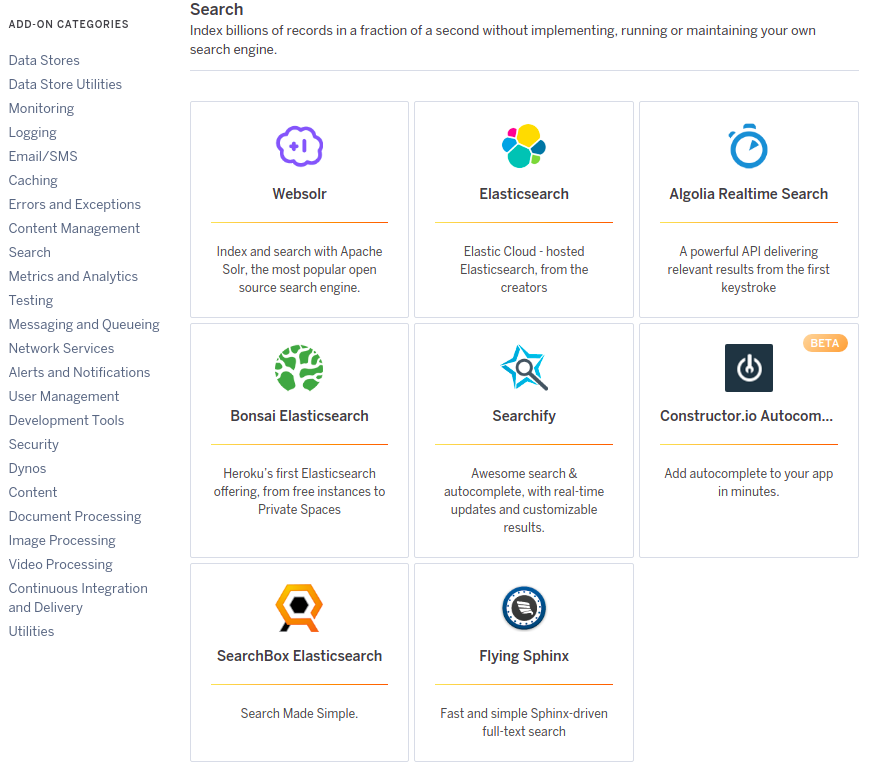 ADD-ON CATEGORIES
Data Stores
Data Store Utilities
Monitoring
Logging
Email/SMS
Caching
Errors and Exceptions
Content Management
Search
Metrics and Analytics
Testing
Messaging and Queueing
Network Services
Alerts and Notifications
User Management
Development Tools
Security
Dynos
Content
Document Processing
Image Processing
Video Processing
Continuous Integration
and Delivery
Utilities
Search
Index billions of records in a fraction of a second without implementing, running or maintaining your own
search engine.
+1
Websolr
Index and search with Apache
Solr, the most popular open
source search engine.
Elasticsearch
Elastic Cloud - hosted
Elasticsearch, from the
creators
Algolia Realtime Search
A powerful API delivering
relevant results from the first
keystroke
Bonsai Elasticsearch
Heroku's first Elasticsearch
offering, from free instances to
Private Spaces
Searchify
Awesome search &
autocomplete, with real-time
updates and customizable
results.
BETA
Constructor.io Autocom...
Add autocomplete to your app
in minutes.
SearchBox Elasticsearch
Search Made Simple.
Flying Sphinx
Fast and simple Sphinx-driven
full-text search